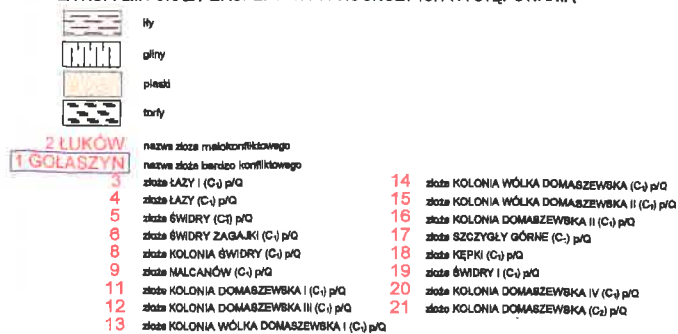 iły
gliny
piaski
torfy
2 ŁUKÓW nazwa złoża małokonfliktowego
1 GOŁASZYN nazwa złoża bardzo konfliktowego
3 złoże ŁAZY I (C₁) p/Q
4 złoże ŁAZY (C₁) p/Q
5 złoże ŚWIDRY (C1) p/Q
6 złoże ŚWIDRY ZAGAJKI (C₁) p/Q
8 złoże KOLONIA ŚWIDRY (C₁) p/Q
9 złoże MALCANÓW (C₁) p/Q
11 złoże KOLONIA DOMASZEWSKA I (C₁) p/Q
12 złoże KOLONIA DOMASZEWSKA III (C₁) p/Q
13 złoże KOLONIA WÓLKA DOMASZEWSKA I (C₁) p/Q
14 złoże KOLONIA WÓLKA DOMASZEWSKA (C₁) p/Q
15 złoże KOLONIA WÓLKA DOMASZEWSKA II (C₁) p/Q
16 złoże KOLONIA DOMASZEWSKA II (C₁) p/Q
17 złoże SZCZYGŁY GÓRNE (C₁) p/Q
18 złoże KĘPKI (C₁) p/Q
19 złoże ŚWIDRY I (C₁) p/Q
20 złoże KOLONIA DOMASZEWSKA IV (C₁) p/Q
21 złoże KOLONIA DOMASZEWSKA (C₂) p/Q